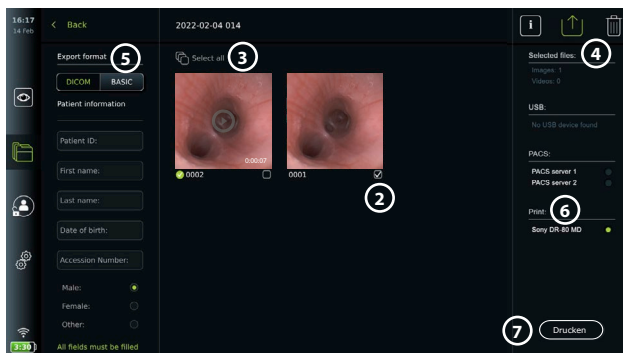 16:17
14 Feb
Back
2022-02-04 014
i
Export format
5
DICOM
BASIC
Patient information
Patient ID:
First name:
Last name:
Date of birth:
Accession Number:
Male:
Female:
Other:
All fields must be filled
3:30
Select all
3
0:00:07
0002
0001
2
Selected files:
4
Images: 1
Videos: 0
USB:
No USB device found
PACS:
PACS server 1
PACS server 2
Print:
6
Sony DR-80 MD
7
Drucken